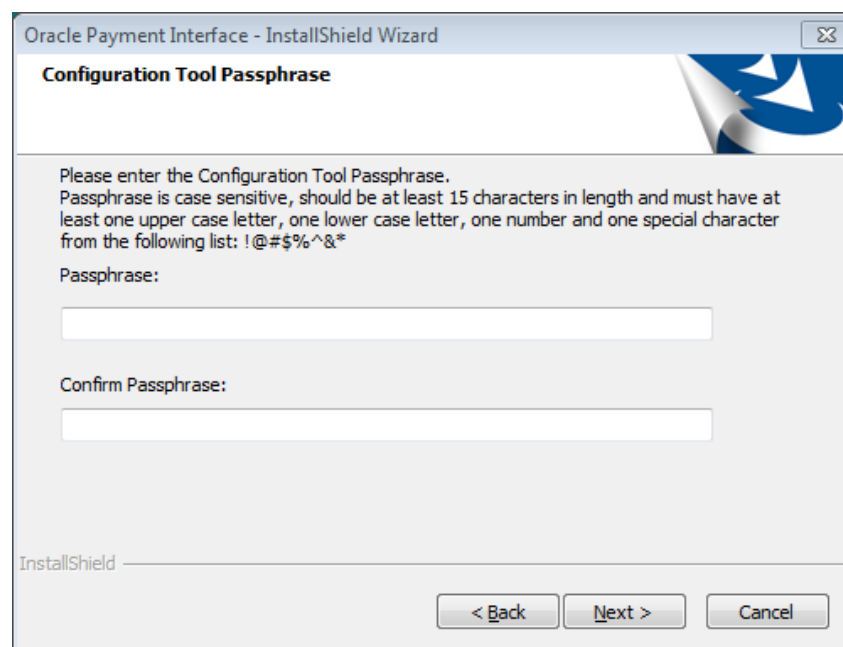 Oracle Payment Interface - InstallShield Wizard
Configuration Tool Passphrase
Please enter the Configuration Tool Passphrase.
Passphrase is case sensitive, should be at least 15 characters in length and must have at
least one upper case letter, one lower case letter, one number and one special character
from the following list: !@#$%^&*
Passphrase:
Confirm Passphrase:
InstallShield
< Back
Next >
Cancel